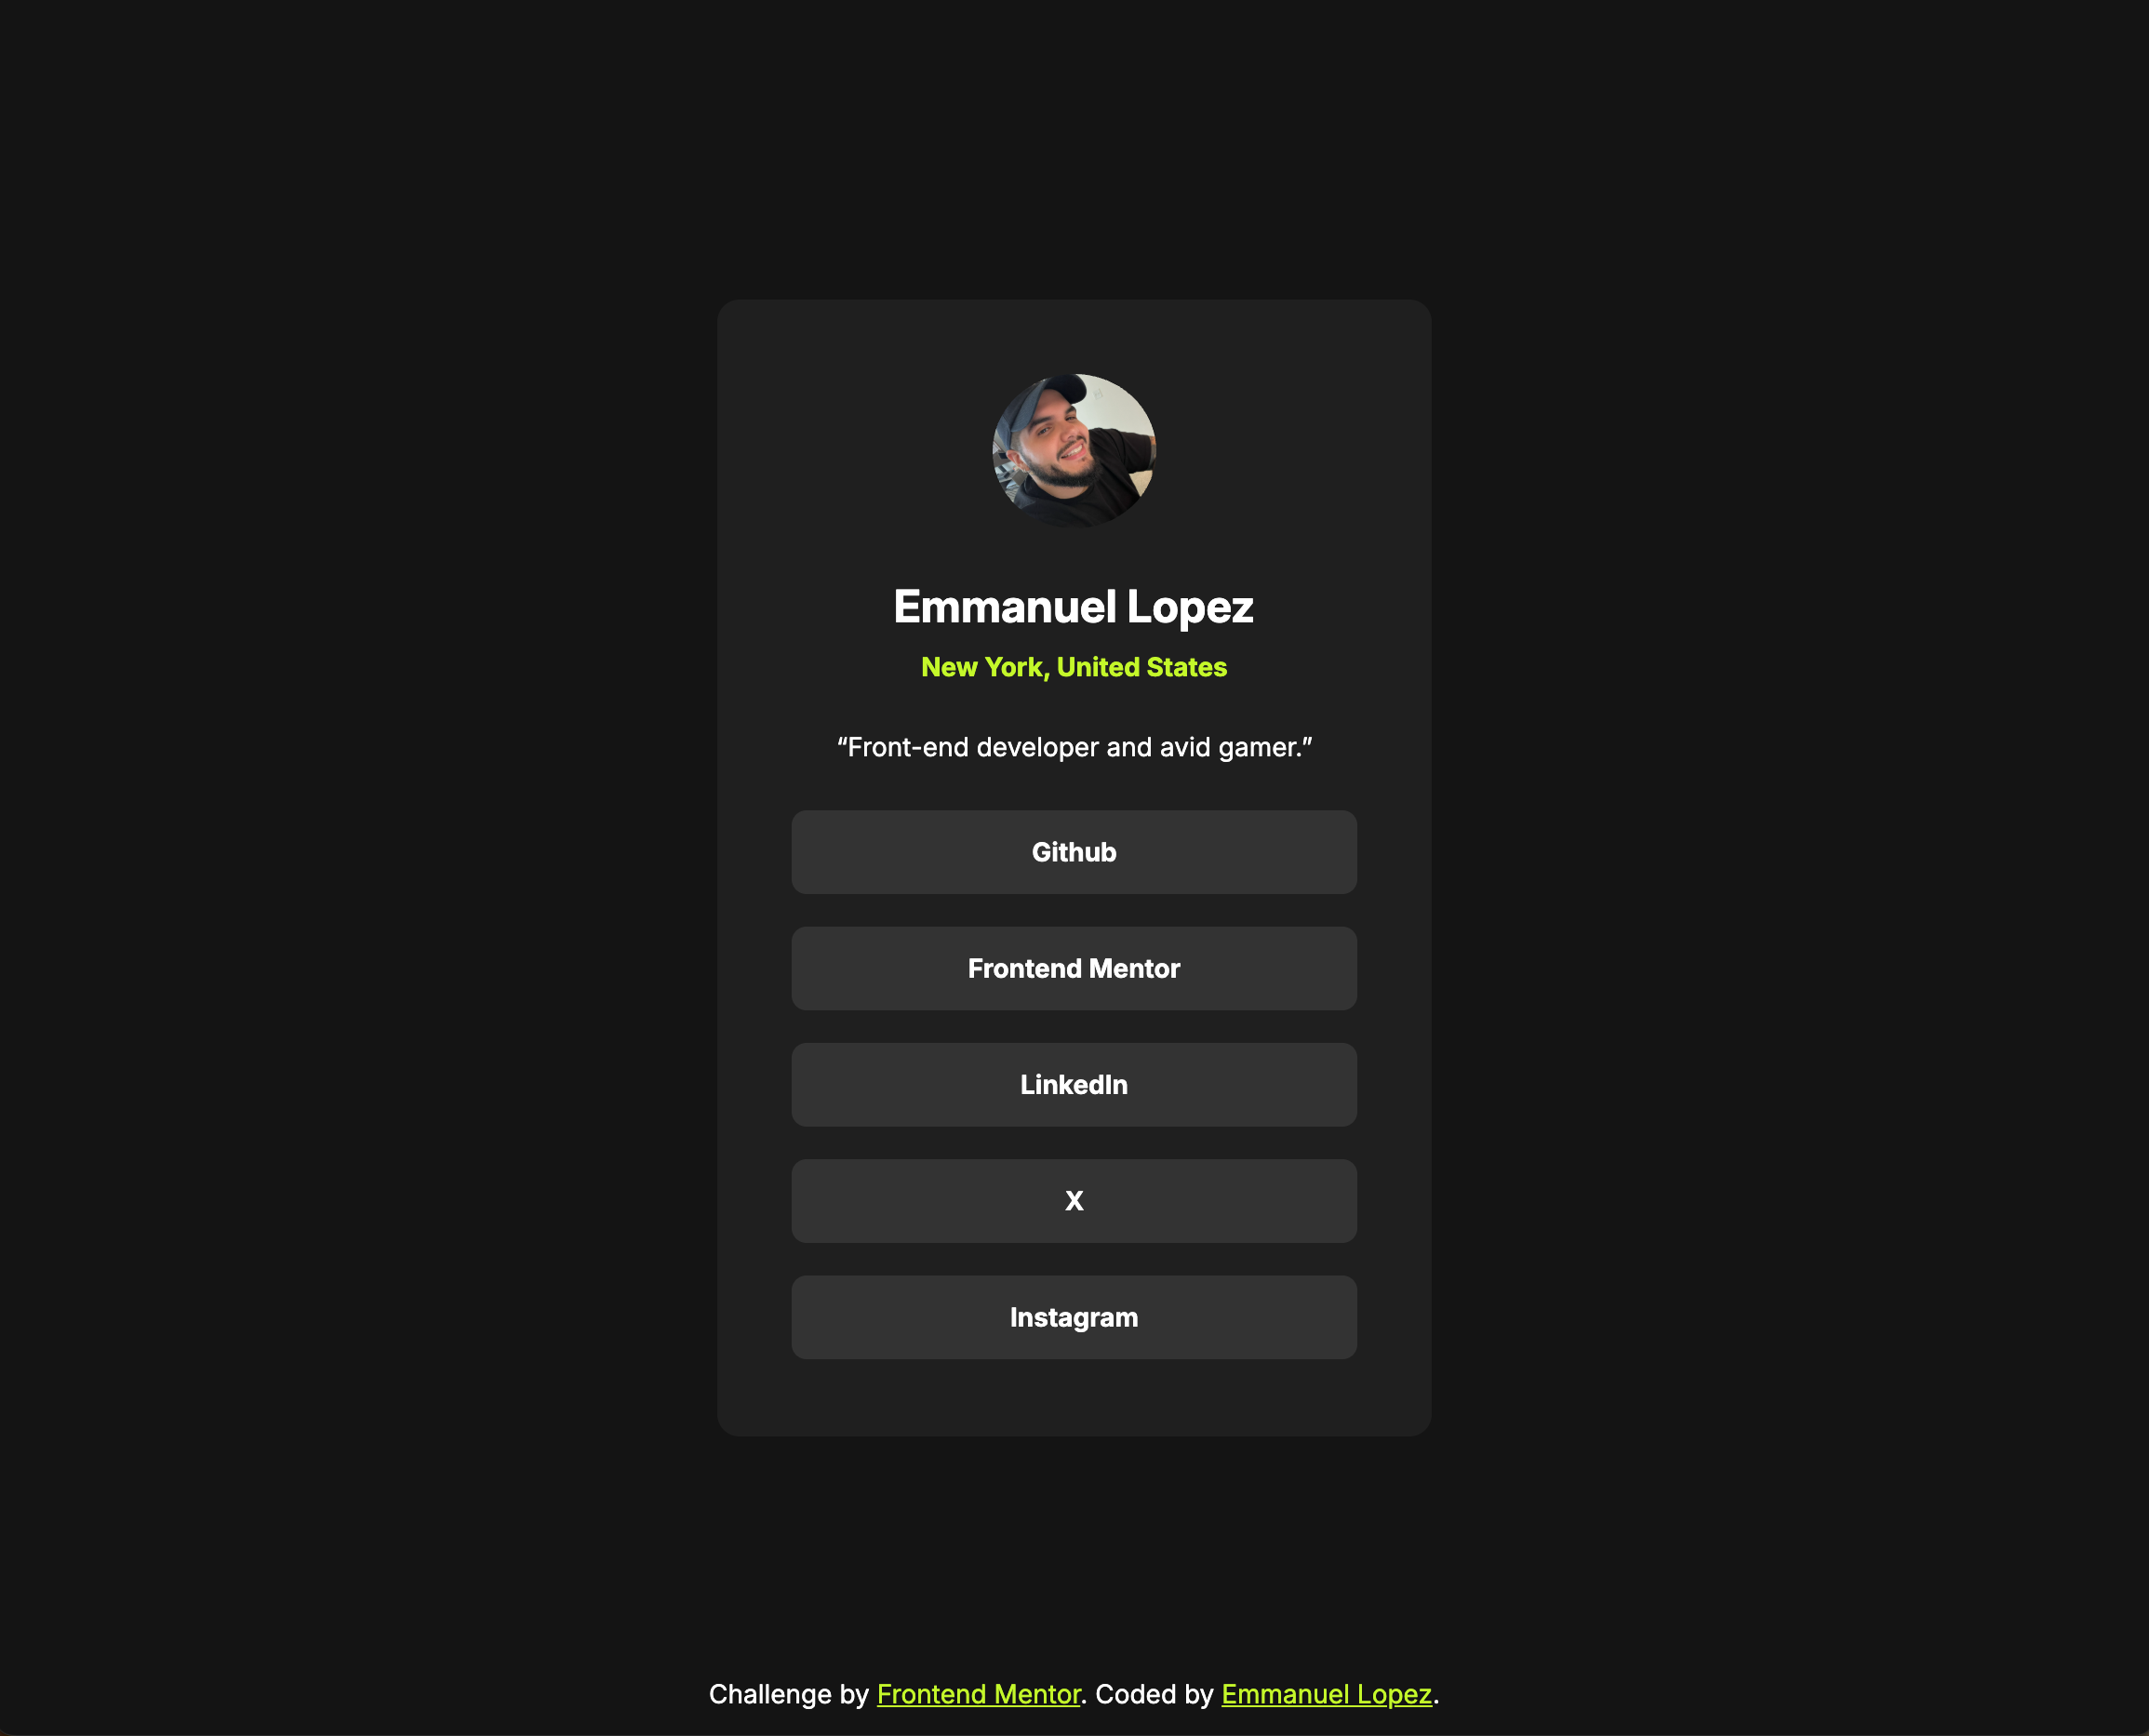 Emmanuel Lopez
New York, United States
“Front-end developer and avid gamer.”
Github
Frontend Mentor
LinkedIn
X
Instagram
Challenge by Frontend Mentor. Coded by Emmanuel Lopez.